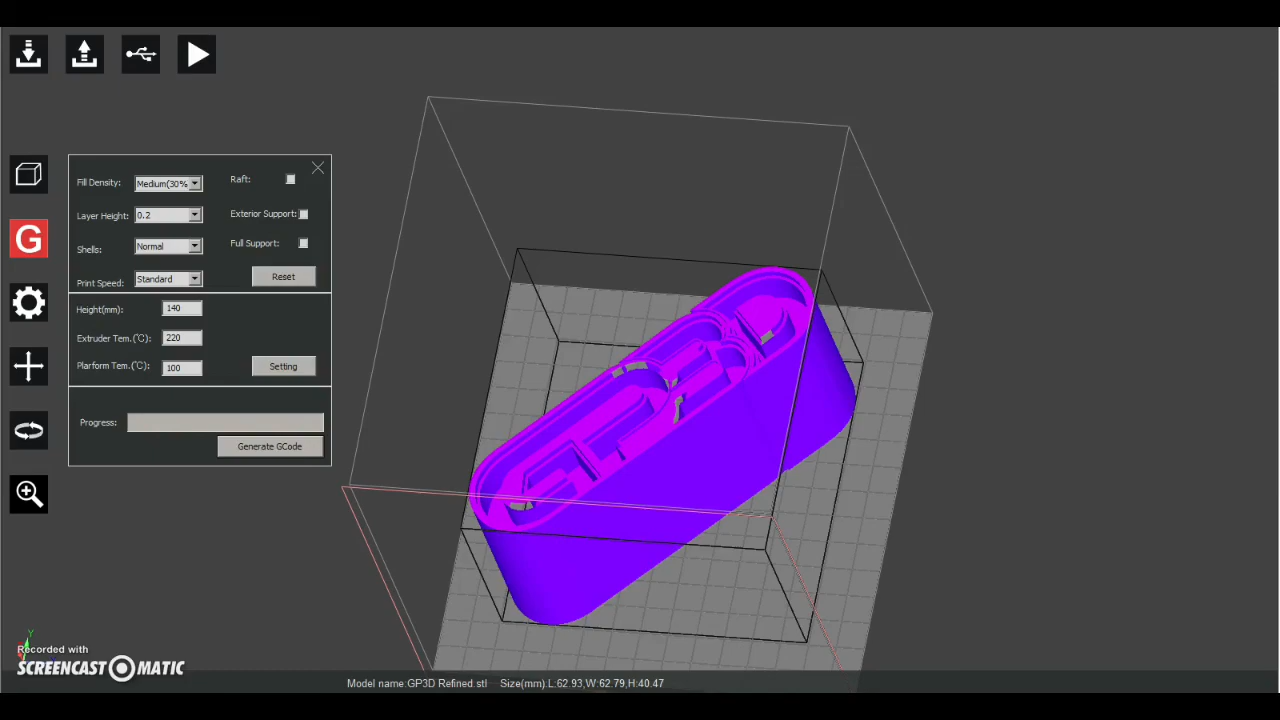 Fill Density:
Medium(30%
Raft:
Layer Height:
0.2
Exterior Support:
Shells:
Normal
Full Support:
Print Speed:
Standard
Reset
Height(mm):
140
Extruder Tem.(℃):
220
Plarform Tem.(℃):
100
Setting
Progress:
Generate GCode
G
Y
Recorded with
SCREENCAST O MATIC
Model name:GP3D Refined.stl Size(mm).L:62.93,W:62.79,H:40.47